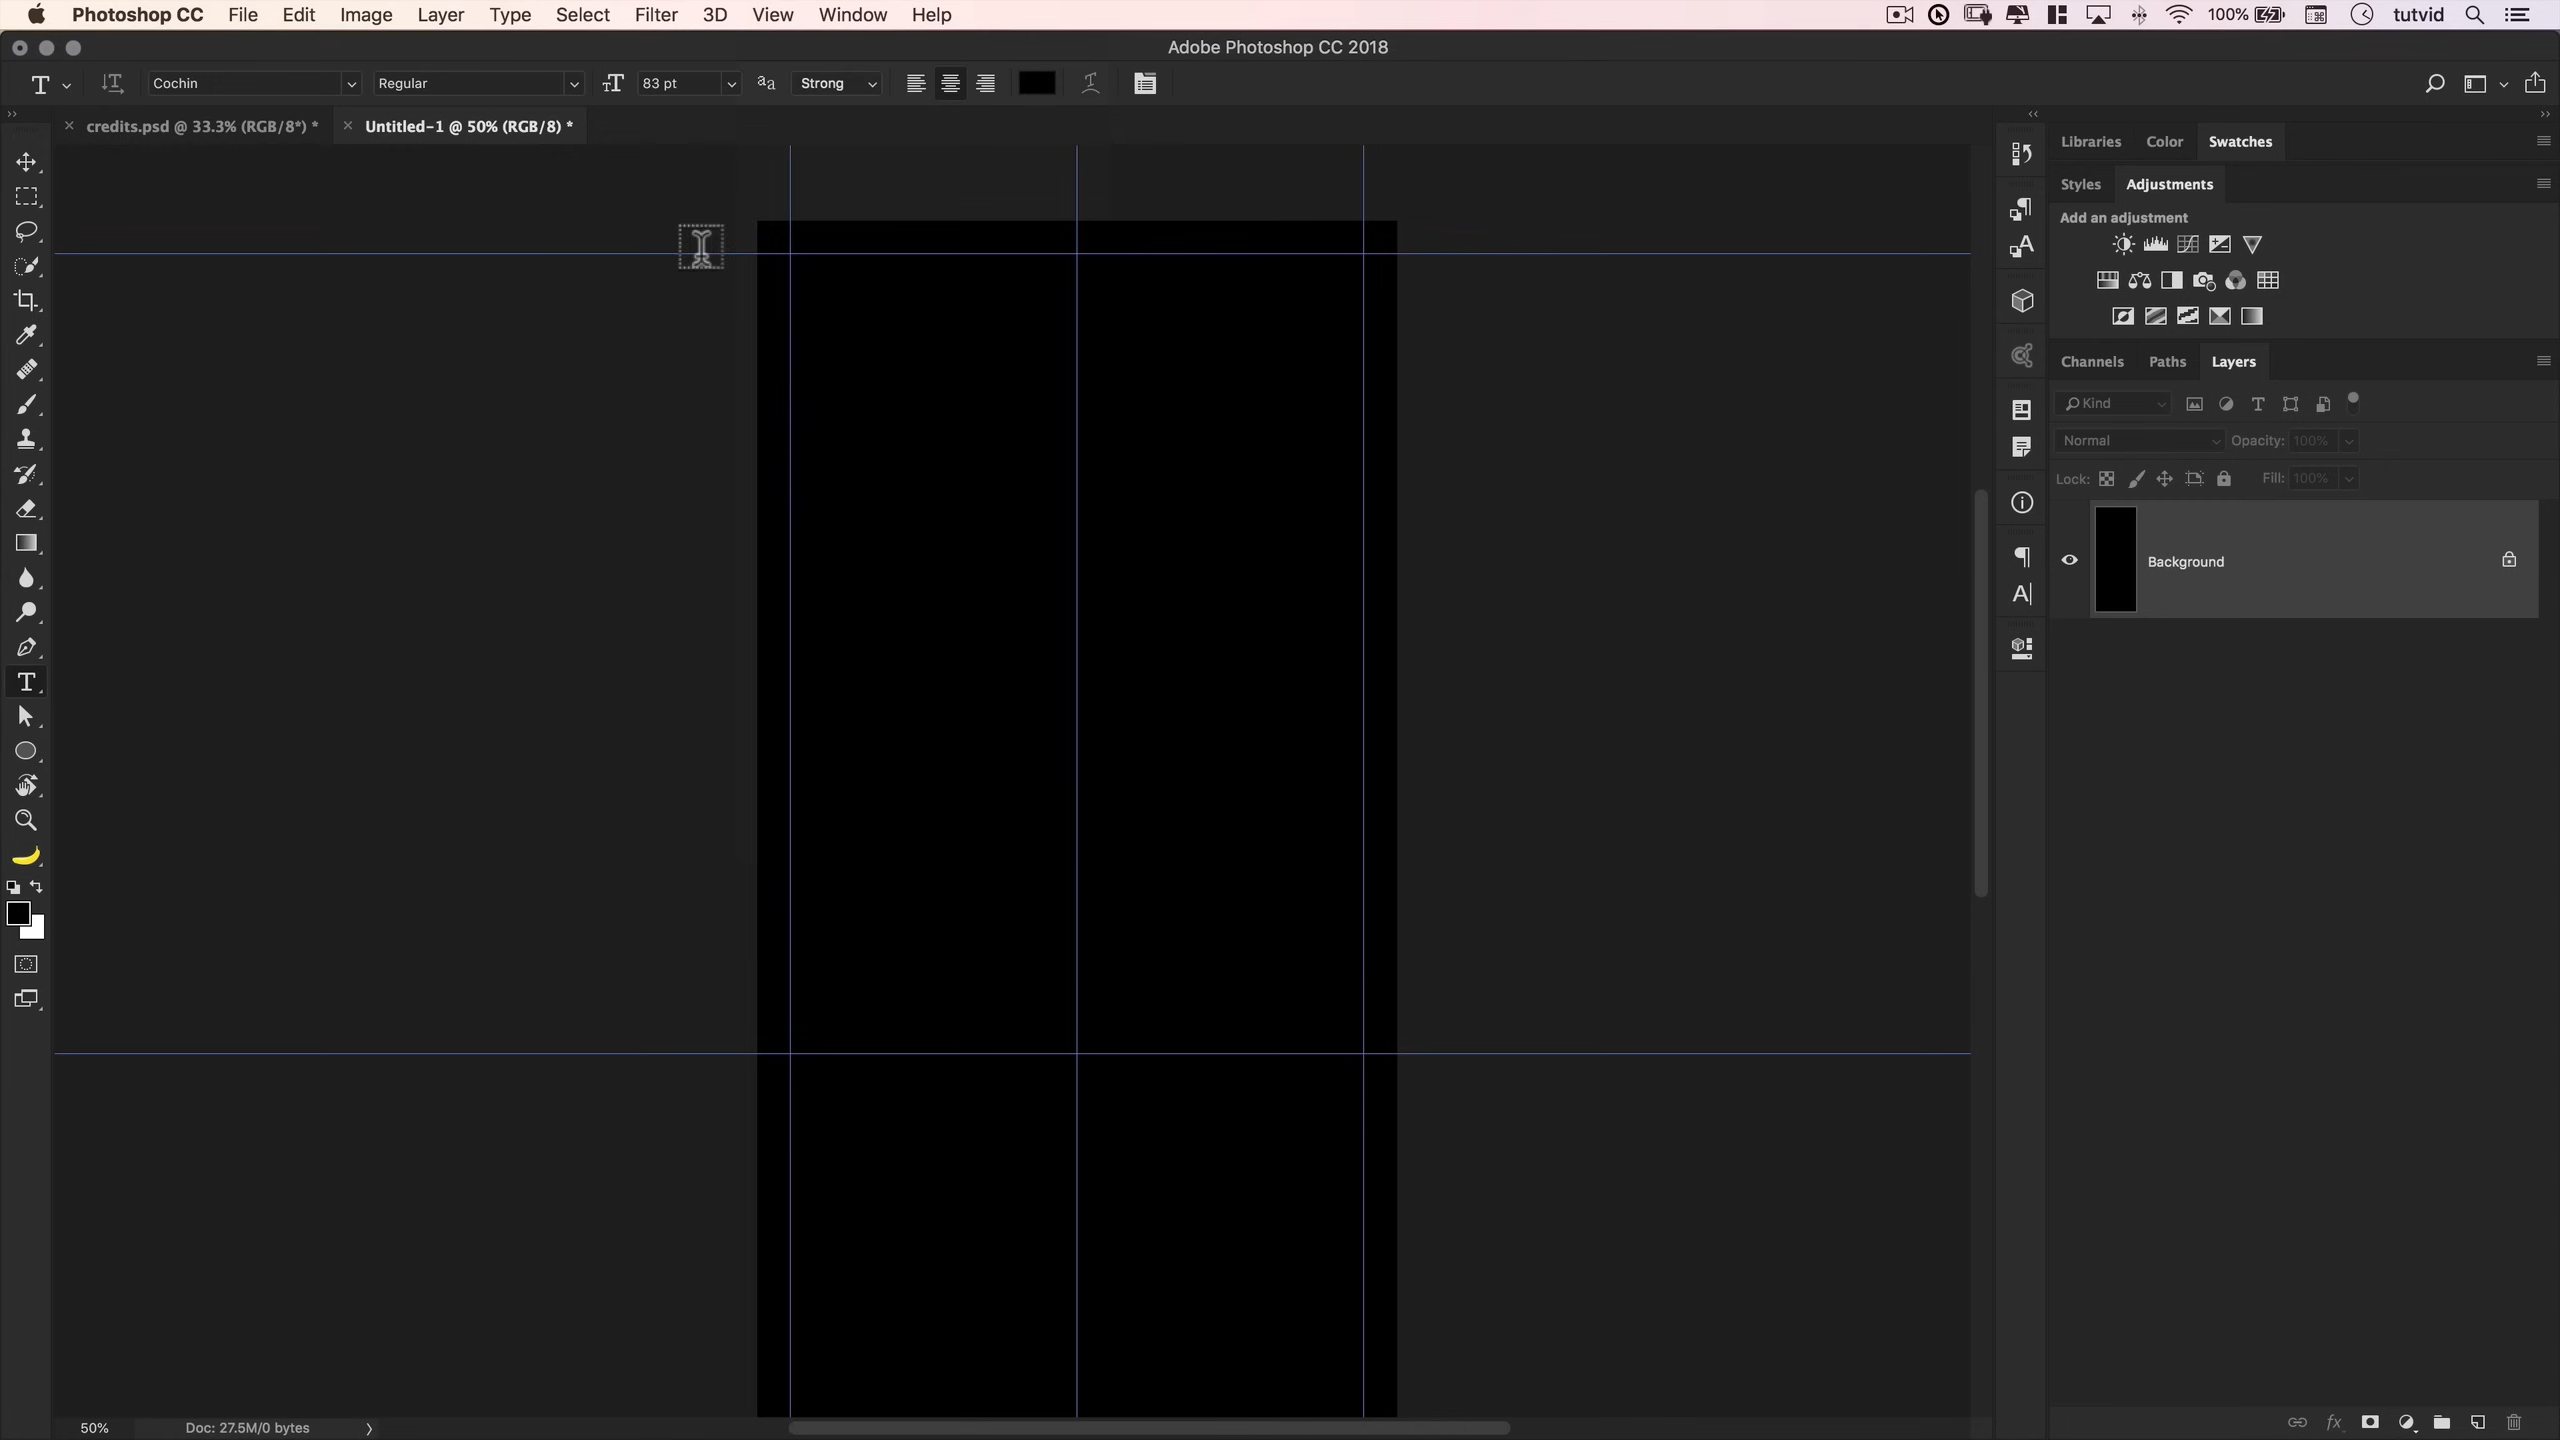 Photoshop CC File Edit Image Layer Type Select Filter 3D View Window Help 100% tutvid
Adobe Photoshop CC 2018
Cochin Regular 83 pt Strong
credits.psd @ 33.3% (RGB/8*) * Untitled-1 @ 50% (RGB/8) *
Libraries Color Swatches
Styles Adjustments
Add an adjustment
Channels Paths Layers
Kind
Normal Opacity: 100%
Lock: Fill: 100%
Background
50% Doc: 27.5M/0 bytes